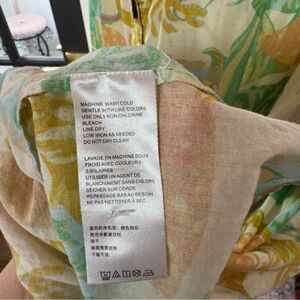 MACHINE WASH COLD
GENTLE WITH LIKE COLORS
USE ONLY NON-CHLORINE
BLEACH
LINE DRY
LOW IRON AS NEEDED
DO NOT DRY CLEAN
LAVAGE EN MACHINE DOUX
FROID AVEC COULEURS
SIMILAIRES
UTILISER UN AGENT DE
BLANCHIMENT SANS CHLORE
SÉCHER SUR CORDE
REPASSAGE BAS AU BESOIN
NE PAS NETTOYER À SEC